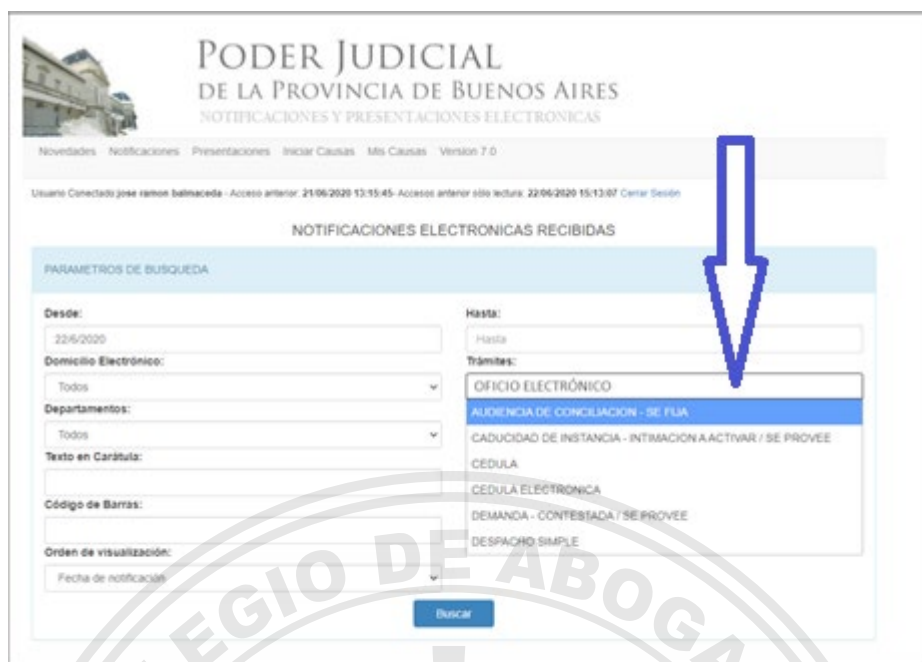 PODER JUDICIAL
DE LA PROVINCIA DE BUENOS AIRES
NOTIFICACIONES Y PRESENTACIONES ELECTRONICAS
Novedades Notificaciones Presentaciones Iniciar Causas Mis Causas Version 7.0
Usuario Conectado jose ramon balmaceda - Acceso anterior: 21/06/2020 13:15:45- Accesos anterior sólo lectura: 22/06/2020 15:13:07 Cerrar Sesión
NOTIFICACIONES ELECTRONICAS RECIBIDAS
PARAMETROS DE BUSQUEDA
Desde:
22/6/2020
Hasta:
Hasta
Domicilio Electrónico:
Todos
Trámites:
OFICIO ELECTRÓNICO
AUDIENCIA DE CONCILIACION - SE FIJA
CADUCIDAD DE INSTANCIA - INTIMACION A ACTIVAR / SE PROVEE
CEDULA
CEDULA ELECTRONICA
DEMANDA - CONTESTADA / SE PROVEE
DESPACHO SIMPLE
Departamentos:
Todos
Texto en Carátula:
Código de Barras:
Orden de visualización:
Fecha de notificación
Buscar
DE